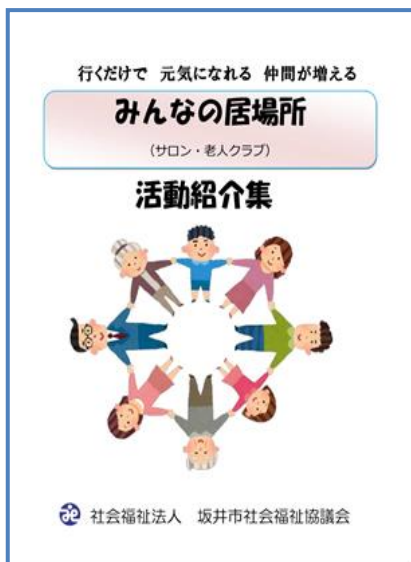 行くだけで 元気になれる 仲間が増える
みんなの居場所
(サロン・老人クラブ)
活動紹介集
社会福祉法人 坂井市社会福祉協議会